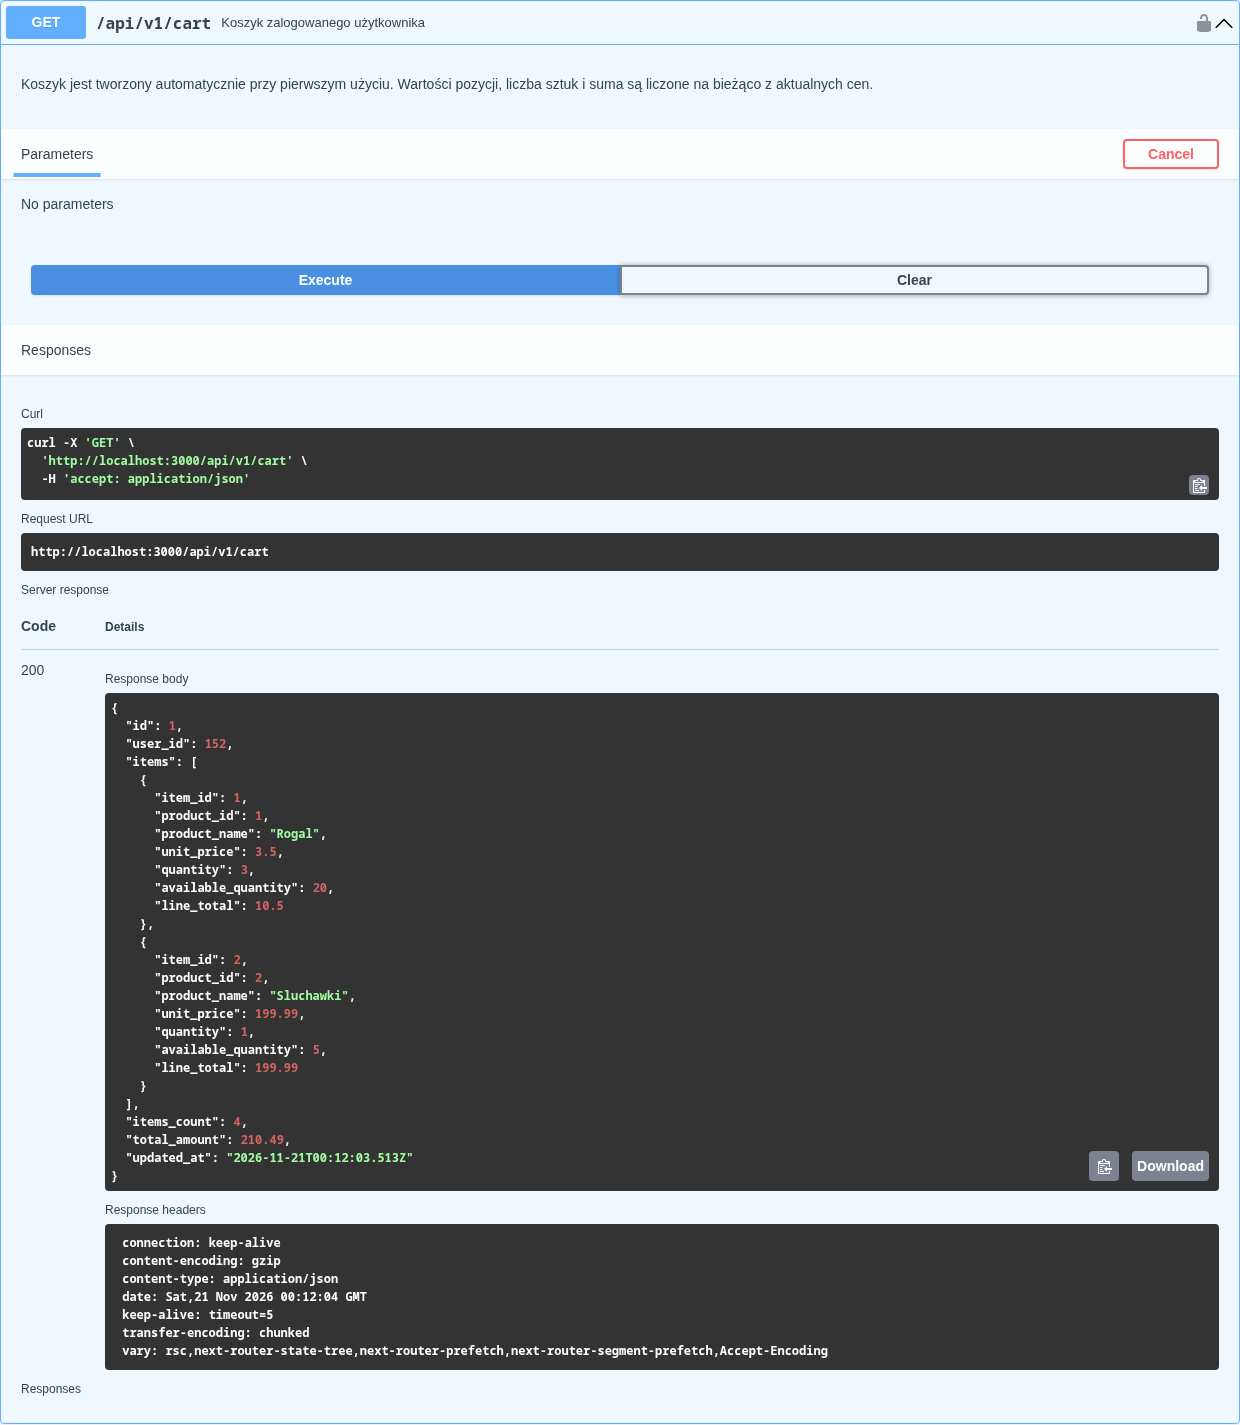 GET /api/v1/cart Koszyk zalogowanego użytkownika
Koszyk jest tworzony automatycznie przy pierwszym użyciu. Wartości pozycji, liczba sztuk i suma są liczone na bieżąco z aktualnych cen.
Parameters Cancel
No parameters
Execute Clear
Responses
Curl
curl -X 'GET' \
  'http://localhost:3000/api/v1/cart' \
  -H 'accept: application/json'
Request URL
http://localhost:3000/api/v1/cart
Server response
Code Details
200
Response body
{
  "id": 1,
  "user_id": 152,
  "items": [
    {
      "item_id": 1,
      "product_id": 1,
      "product_name": "Rogal",
      "unit_price": 3.5,
      "quantity": 3,
      "available_quantity": 20,
      "line_total": 10.5
    },
    {
      "item_id": 2,
      "product_id": 2,
      "product_name": "Sluchawki",
      "unit_price": 199.99,
      "quantity": 1,
      "available_quantity": 5,
      "line_total": 199.99
    }
  ],
  "items_count": 4,
  "total_amount": 210.49,
  "updated_at": "2026-11-21T00:12:03.513Z"
}
Download
Response headers
connection: keep-alive
content-encoding: gzip
content-type: application/json
date: Sat,21 Nov 2026 00:12:04 GMT
keep-alive: timeout=5
transfer-encoding: chunked
vary: rsc,next-router-state-tree,next-router-prefetch,next-router-segment-prefetch,Accept-Encoding
Responses